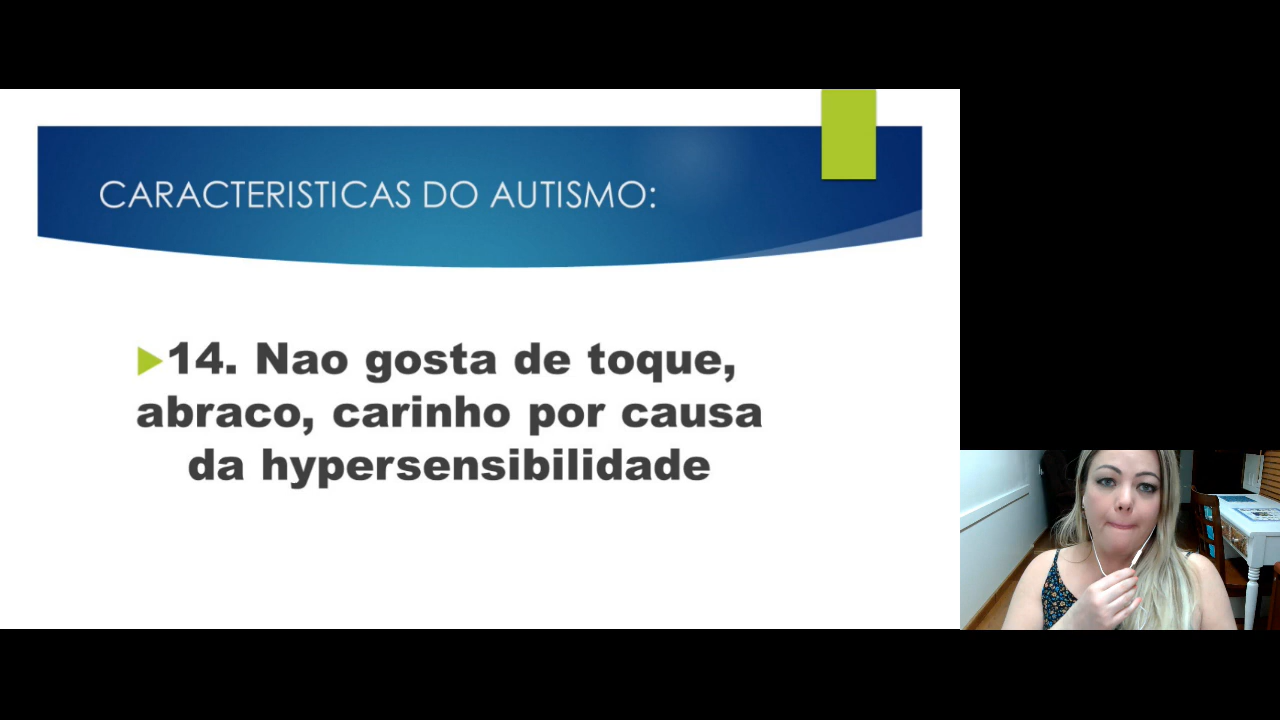 CARACTERISTICAS DO AUTISMO:
14. Nao gosta de toque,
abraco, carinho por causa
da hypersensibilidade